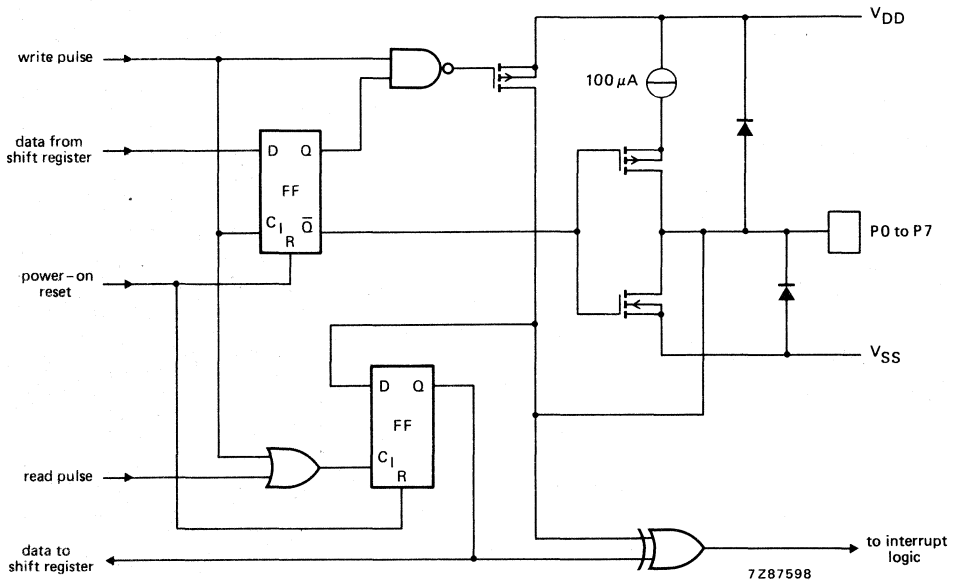 V_DD
write pulse
100 μA
data from
shift register
D Q
FF
C_I Q̅
R
P0 to P7
power–on
reset
V_SS
D Q
FF
C_I
R
read pulse
data to
shift register
to interrupt
logic
7Z87598